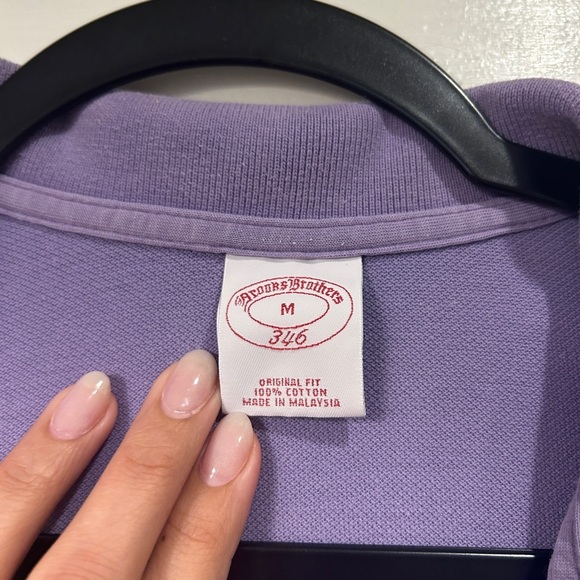 Brooks Brothers
M
346
ORIGINAL FIT
100% COTTON
MADE IN MALAYSIA